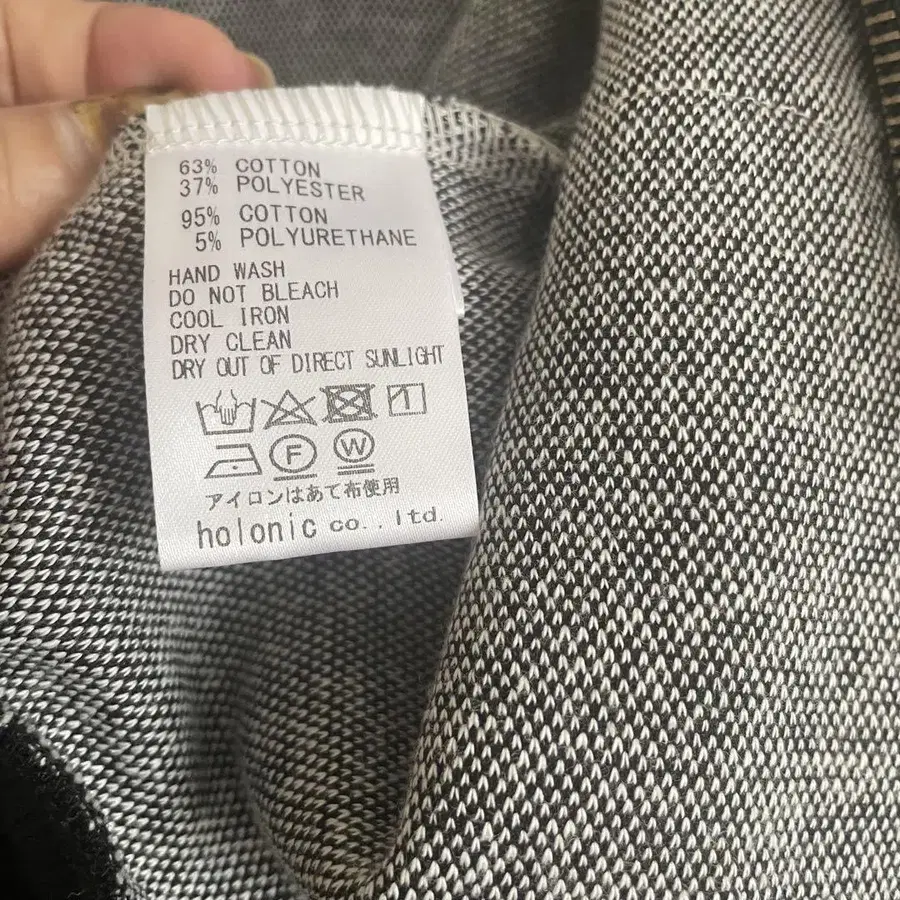 63% COTTON
37% POLYESTER
95% COTTON
5% POLYURETHANE
HAND WASH
DO NOT BLEACH
COOL IRON
DRY CLEAN
DRY OUT OF DIRECT SUNLIGHT
F W
アイロンはあて布使用
holonic co., ltd.